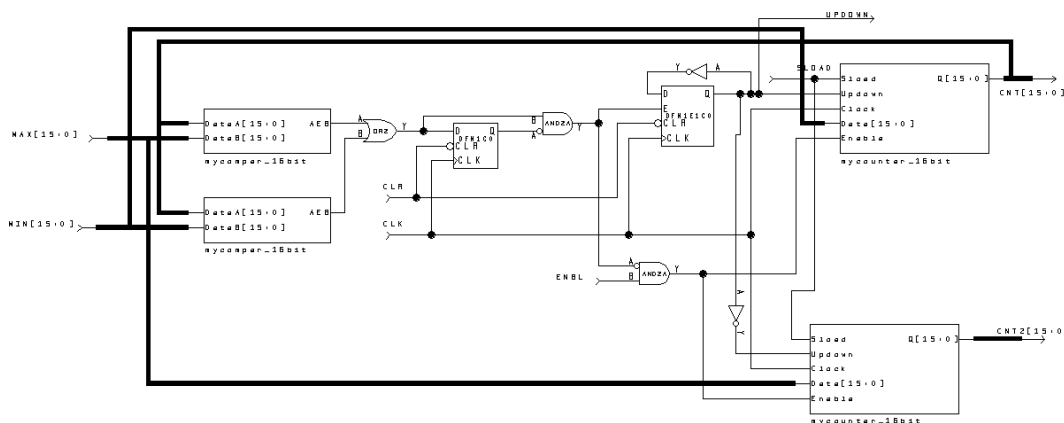 UPDOWN
SLOAD
Sload
Q[15:0]
CNT[15:0]
Updown
Clock
Data[15:0]
Enable
mycounter_16bit
Y
A
D
Q
E
DFN1E1C0
CLR
CLK
MAX[15:0]
DataA[15:0]
AEB
DataB[15:0]
mycompar_16bit
A
B
OR2
Y
D
Q
DFN1C0
CLR
CLK
B
A
AND2A
Y
MIN[15:0]
DataA[15:0]
AEB
DataB[15:0]
mycompar_16bit
CLR
CLK
ENBL
A
B
AND2A
Y
A
Y
Sload
Q[15:0]
CNT2[15:0]
Updown
Clock
Data[15:0]
Enable
mycounter_16bit